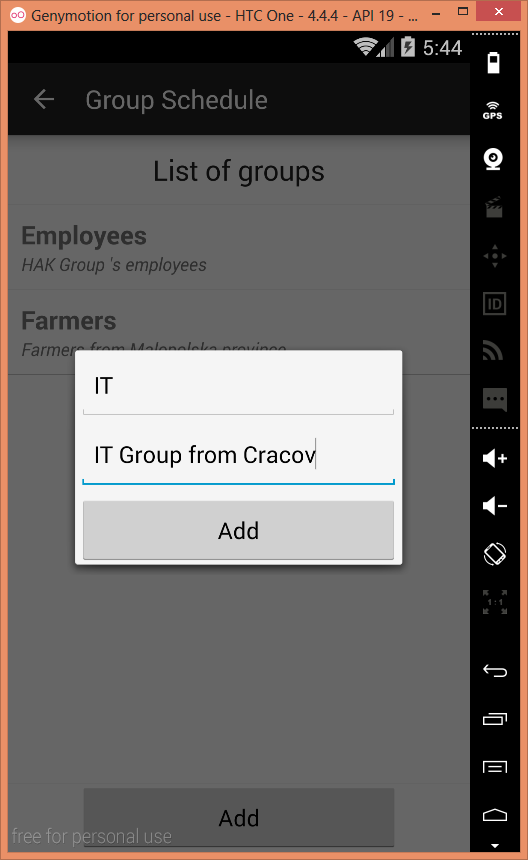 Genymotion for personal use - HTC One - 4.4.4 - API 19 - ...
5:44
GPS
Group Schedule
List of groups
Employees
HAK Group 's employees
ID
Farmers
Farmers from Malopolska province
IT
IT Group from Cracov
Add
1:1
Add
free for personal use